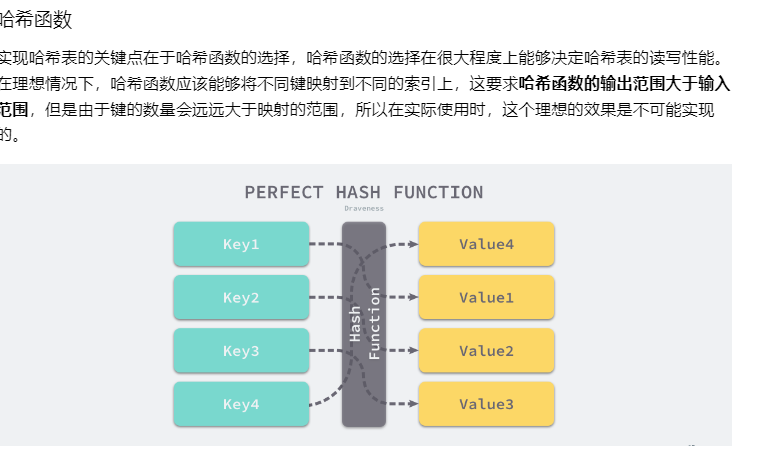 哈希函数
实现哈希表的关键点在于哈希函数的选择，哈希函数的选择在很大程度上能够决定哈希表的读写性能。
在理想情况下，哈希函数应该能够将不同键映射到不同的索引上，这要求哈希函数的输出范围大于输入
范围，但是由于键的数量会远远大于映射的范围，所以在实际使用时，这个理想的效果是不可能实现
的。
PERFECT HASH FUNCTION
Draveness
Key1
Value4
Key2
Value1
Hash
Function
Key3
Value2
Key4
Value3